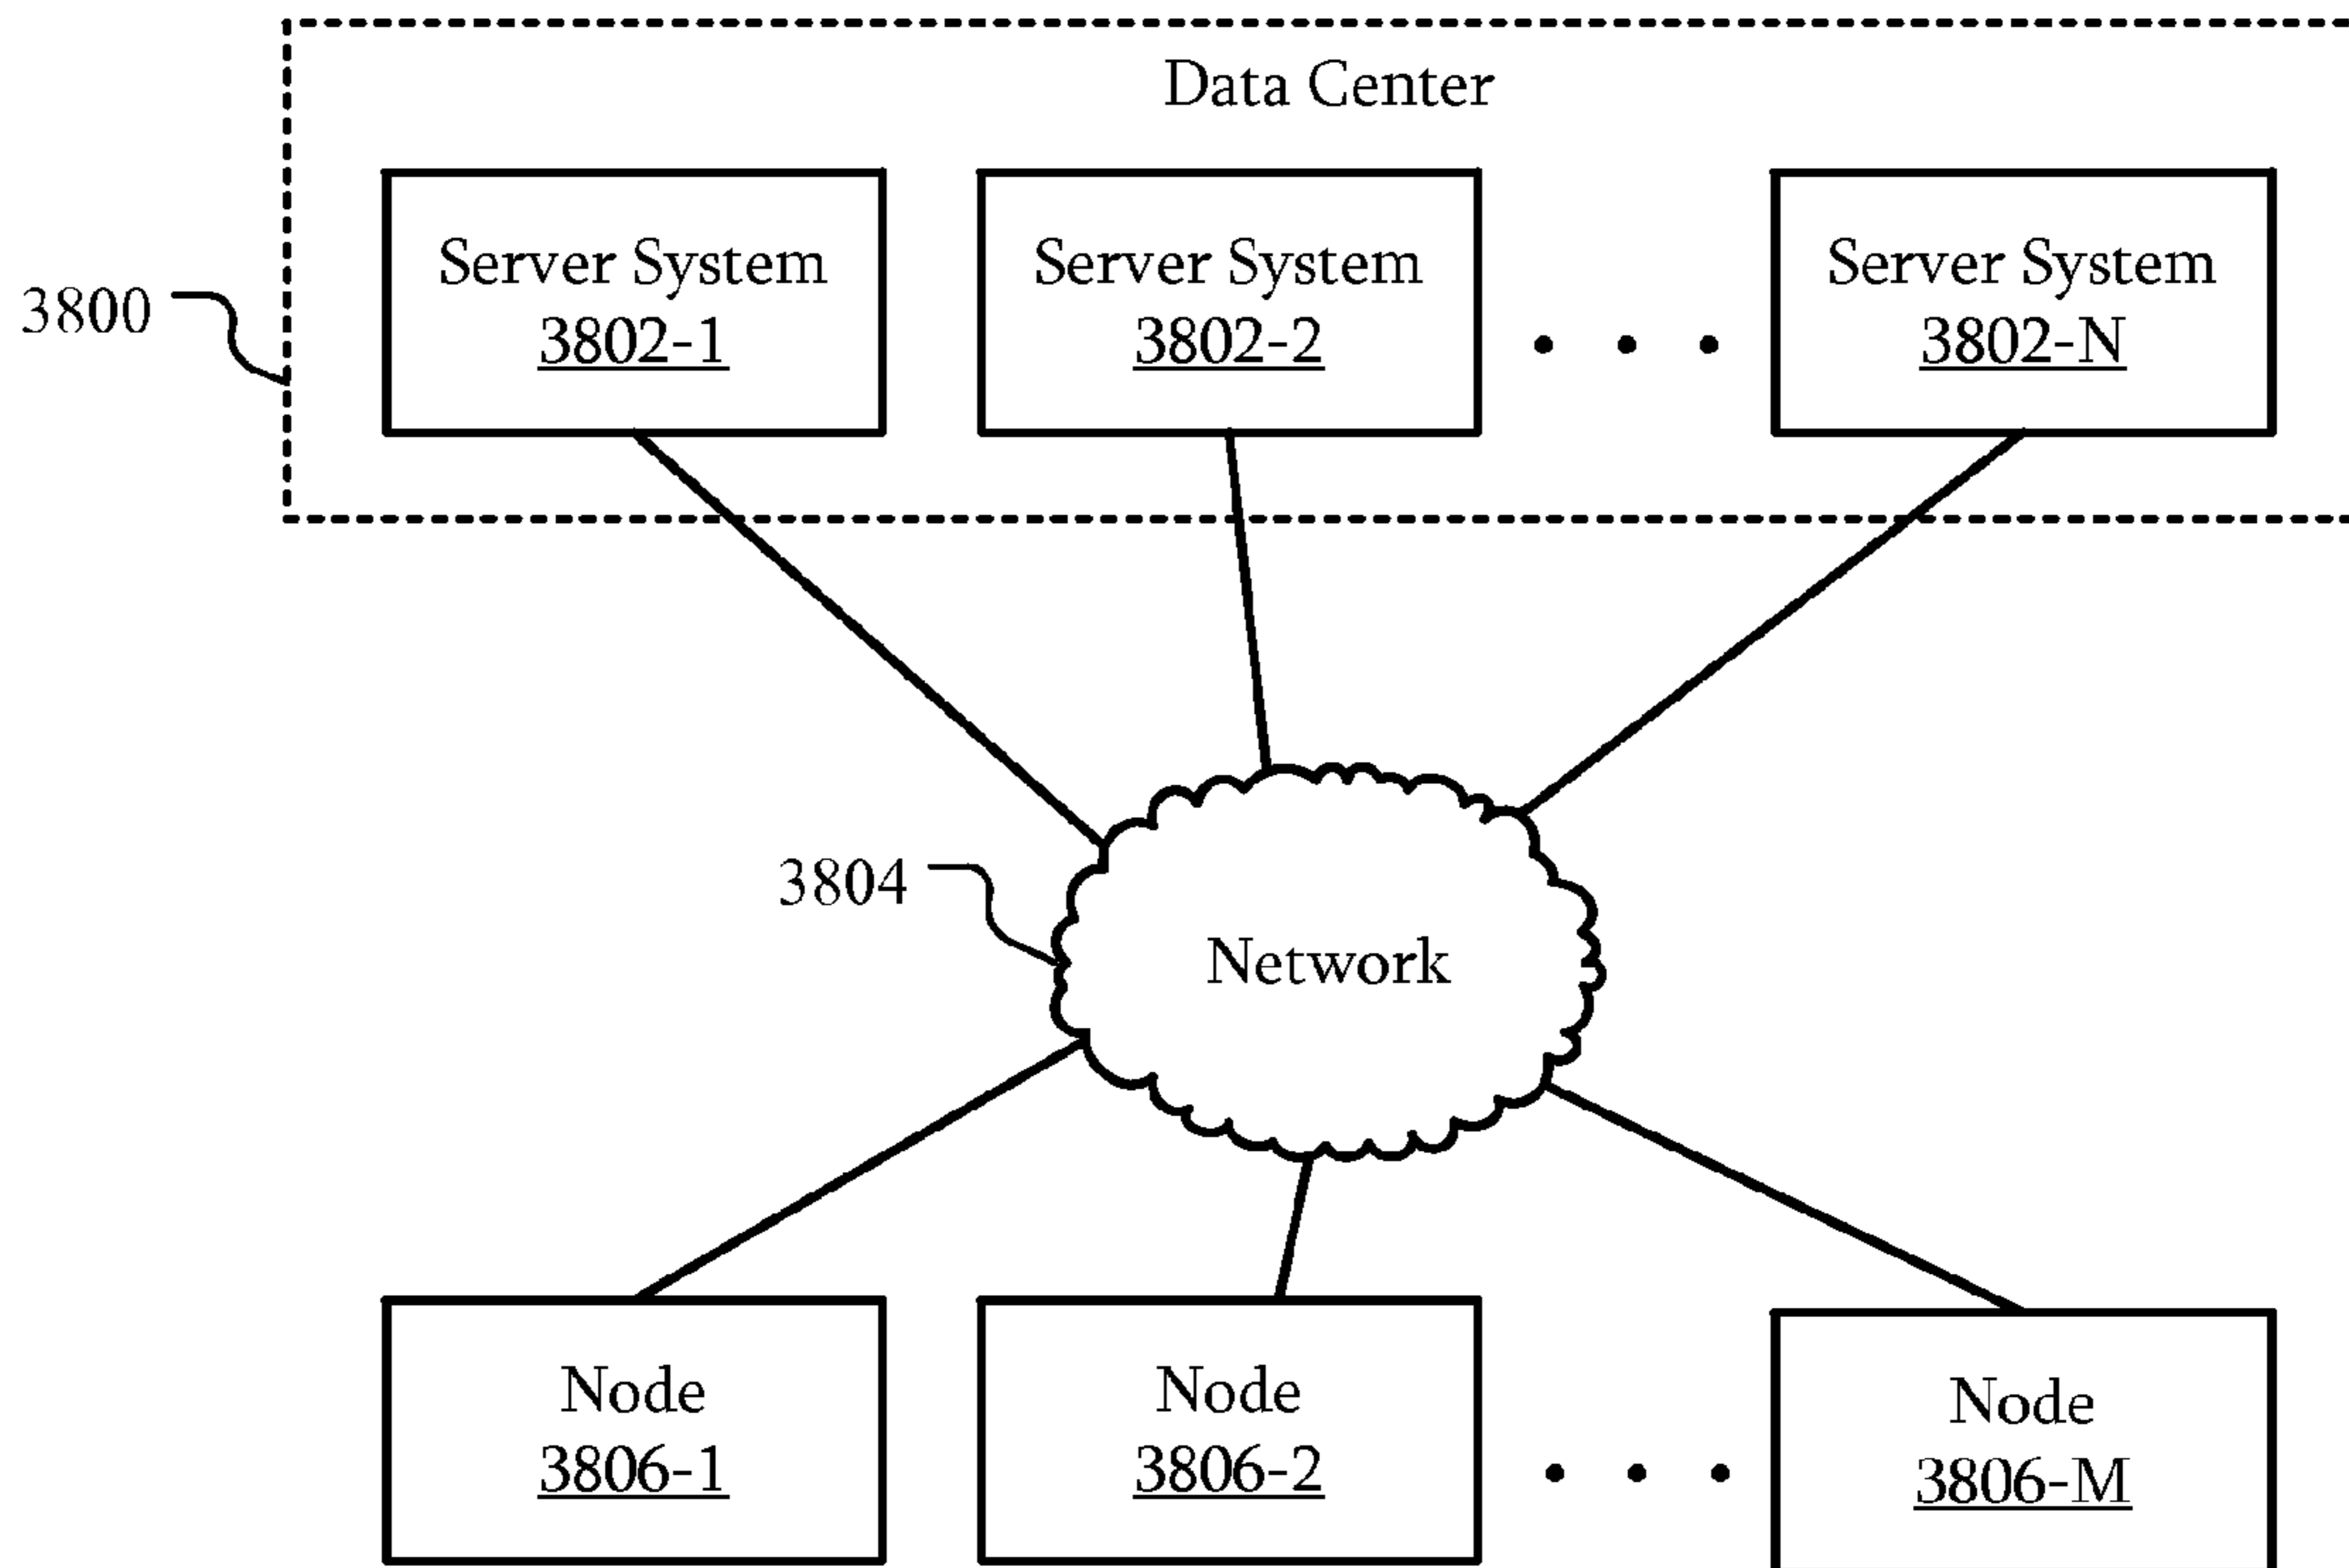 Data Center
Server System
3802-1
Server System
3802-2
. . .
Server System
3802-N
3800
3804
Network
Node
3806-1
Node
3806-2
. . .
Node
3806-M